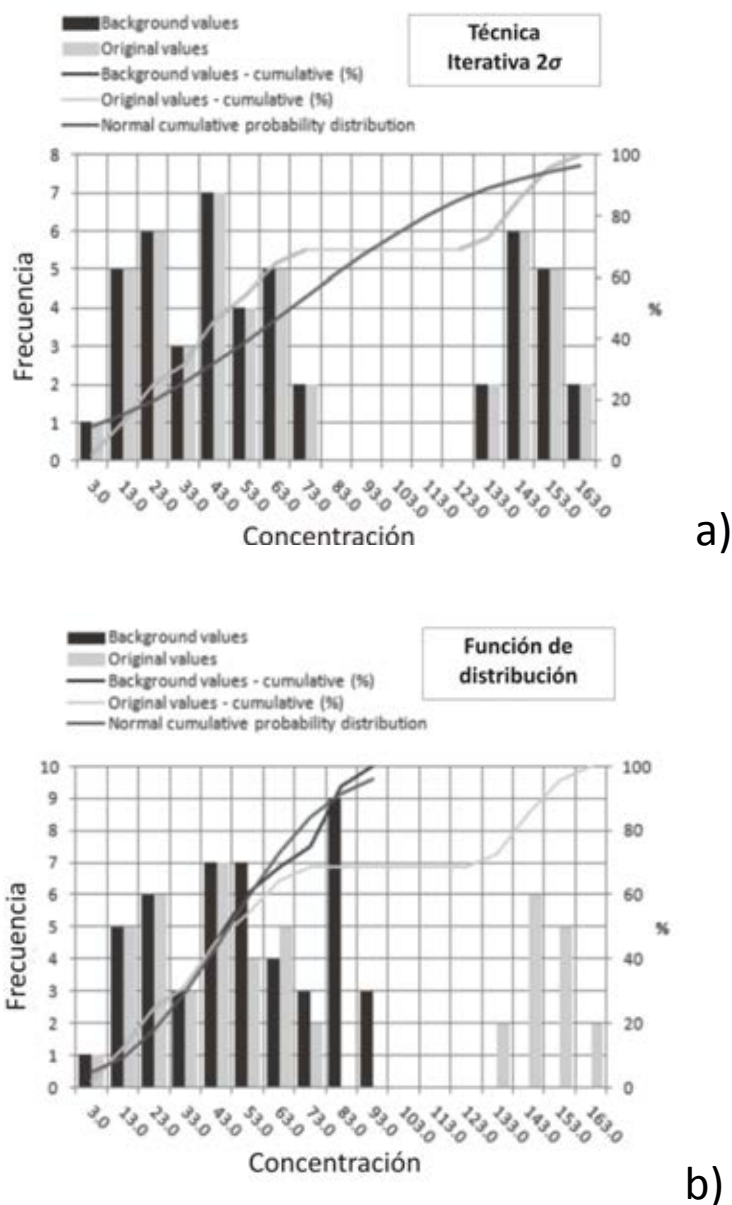 Background values
Original values
Background values - cumulative (%)
Original values - cumulative (%)
Normal cumulative probability distribution
Técnica
Iterativa 2σ
8
7
6
5
4
3
2
1
0
Frecuencia
100
80
60
40
20
0
%
3.0 13.0 23.0 33.0 43.0 53.0 63.0 73.0 83.0 93.0 103.0 113.0 123.0 133.0 143.0 153.0 163.0
Concentración
a)
Background values
Original values
Background values - cumulative (%)
Original values - cumulative (%)
Normal cumulative probability distribution
Función de
distribución
10
9
8
7
6
5
4
3
2
1
0
Frecuencia
100
80
60
40
20
0
%
3.0 13.0 23.0 33.0 43.0 53.0 63.0 73.0 83.0 93.0 103.0 113.0 123.0 133.0 143.0 153.0 163.0
Concentración
b)